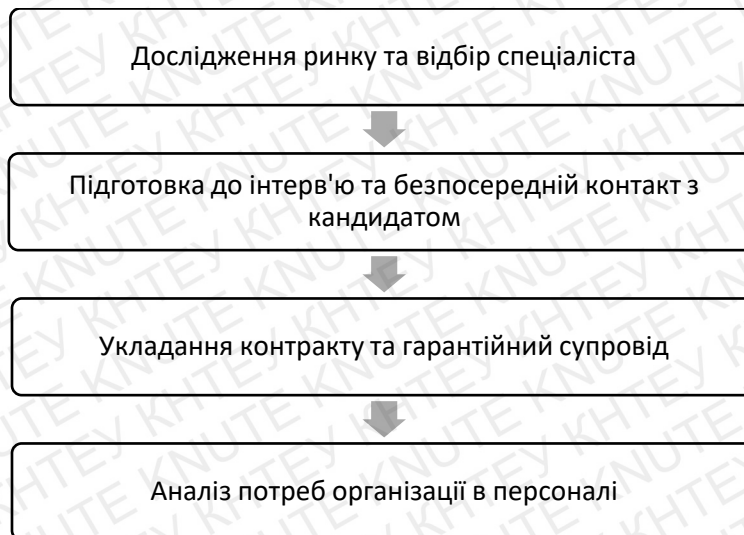 Дослідження ринку та відбір спеціаліста
Підготовка до інтерв'ю та безпосередній контакт з
кандидатом
Укладання контракту та гарантійний супровід
Аналіз потреб організації в персоналі